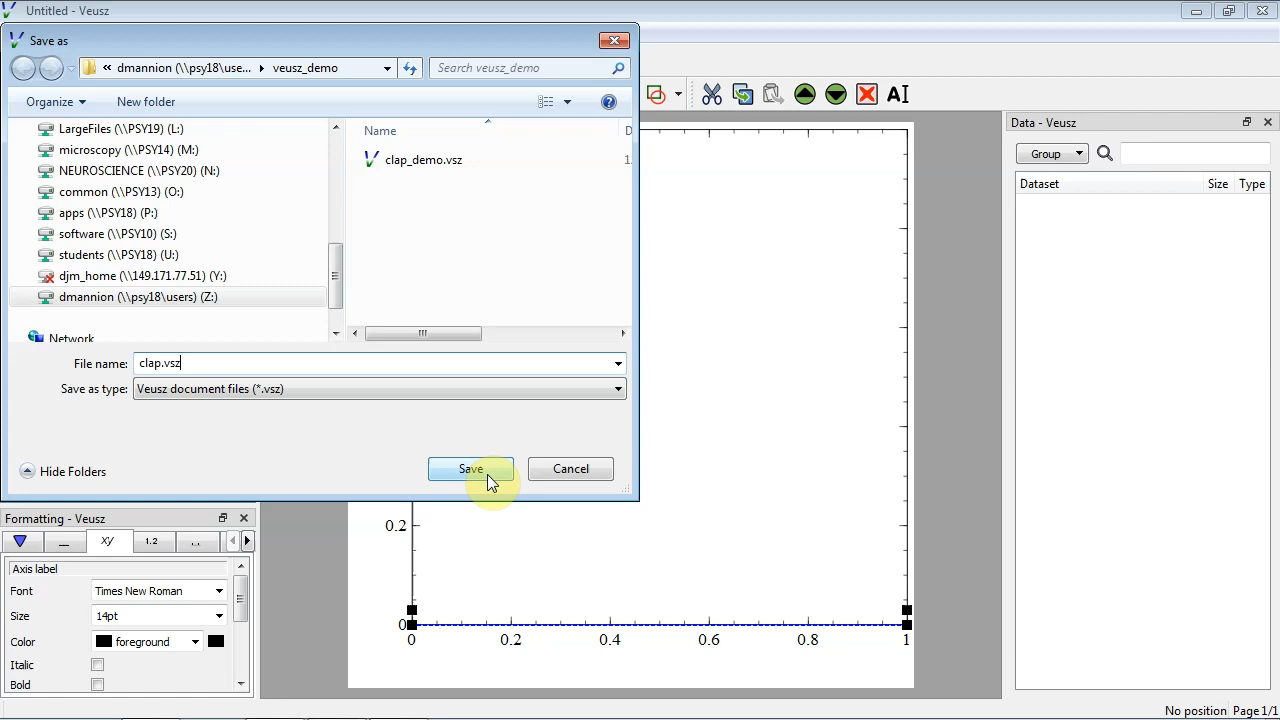 Untitled - Veusz
Save as
« dmannion (\\psy18\use... ▸ veusz_demo
Search veusz_demo
Organize
New folder
LargeFiles (\\PSY19) (L:)
microscopy (\\PSY14) (M:)
NEUROSCIENCE (\\PSY20) (N:)
common (\\PSY13) (O:)
apps (\\PSY18) (P:)
software (\\PSY10) (S:)
students (\\PSY18) (U:)
djm_home (\\149.171.77.51) (Y:)
dmannion (\\psy18\users) (Z:)
Network
Name
D
clap_demo.vsz
1.
File name: clap.vsz
Save as type: Veusz document files (*.vsz)
Hide Folders
Save
Cancel
AI
Data - Veusz
Group
Dataset Size Type
Formatting - Veusz
xy
1.2
Axis label
Font Times New Roman
Size 14pt
Color foreground
Italic
Bold
0.2
0
0 0.2 0.4 0.6 0.8 1
No position Page1/1